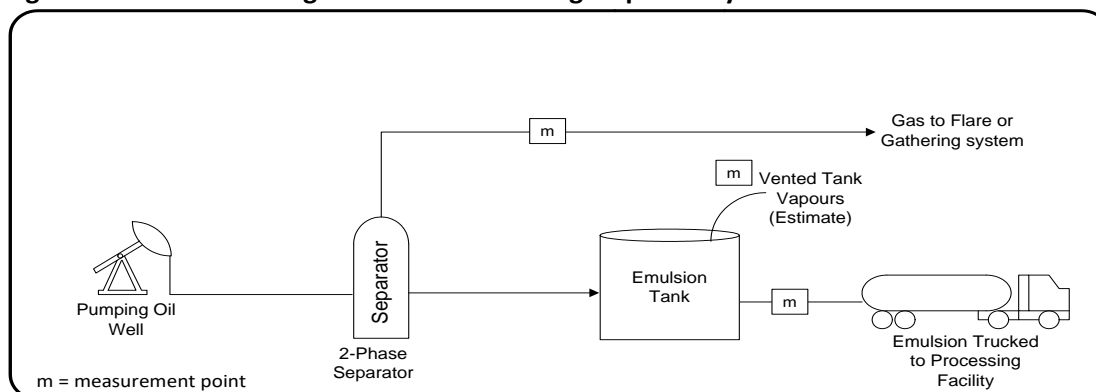 m
Gas to Flare or
Gathering system
m
Vented Tank
Vapours
(Estimate)
Separator
Emulsion
Tank
m
Pumping Oil
Well
2-Phase
Separator
Emulsion Trucked
to Processing
Facility
m = measurement point